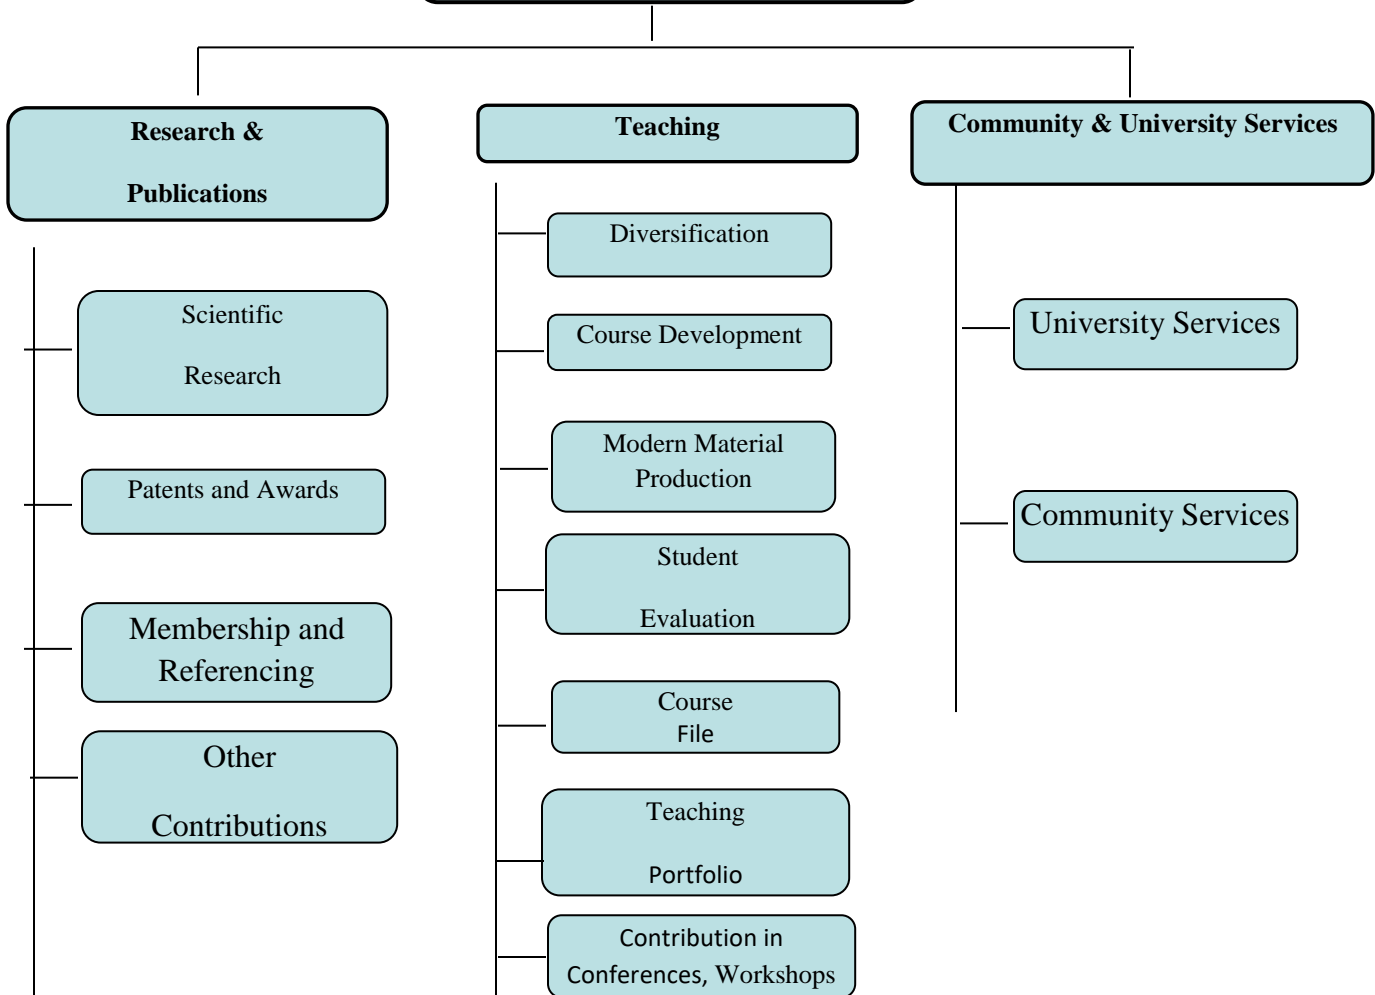 Research &
Publications
Scientific
Research
Patents and Awards
Membership and
Referencing
Other
Contributions
Teaching
Diversification
Course Development
Modern Material
Production
Student
Evaluation
Course
File
Teaching
Portfolio
Contribution in
Conferences, Workshops
Community & University Services
University Services
Community Services